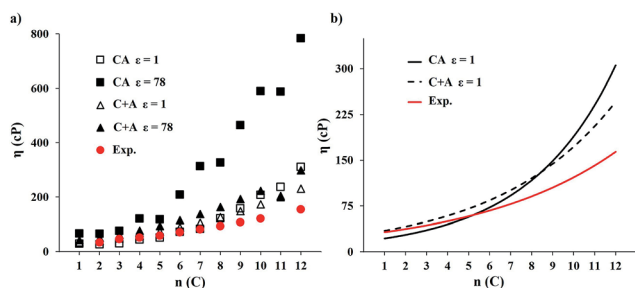 a)
800
600
400
200
0
η (cP)
CA ε = 1
CA ε = 78
C+A ε = 1
C+A ε = 78
Exp.
1 2 3 4 5 6 7 8 9 10 11 12
n (C)
b)
300
225
150
75
0
η (cP)
CA ε = 1
C+A ε = 1
Exp.
1 2 3 4 5 6 7 8 9 10 11 12
n (C)